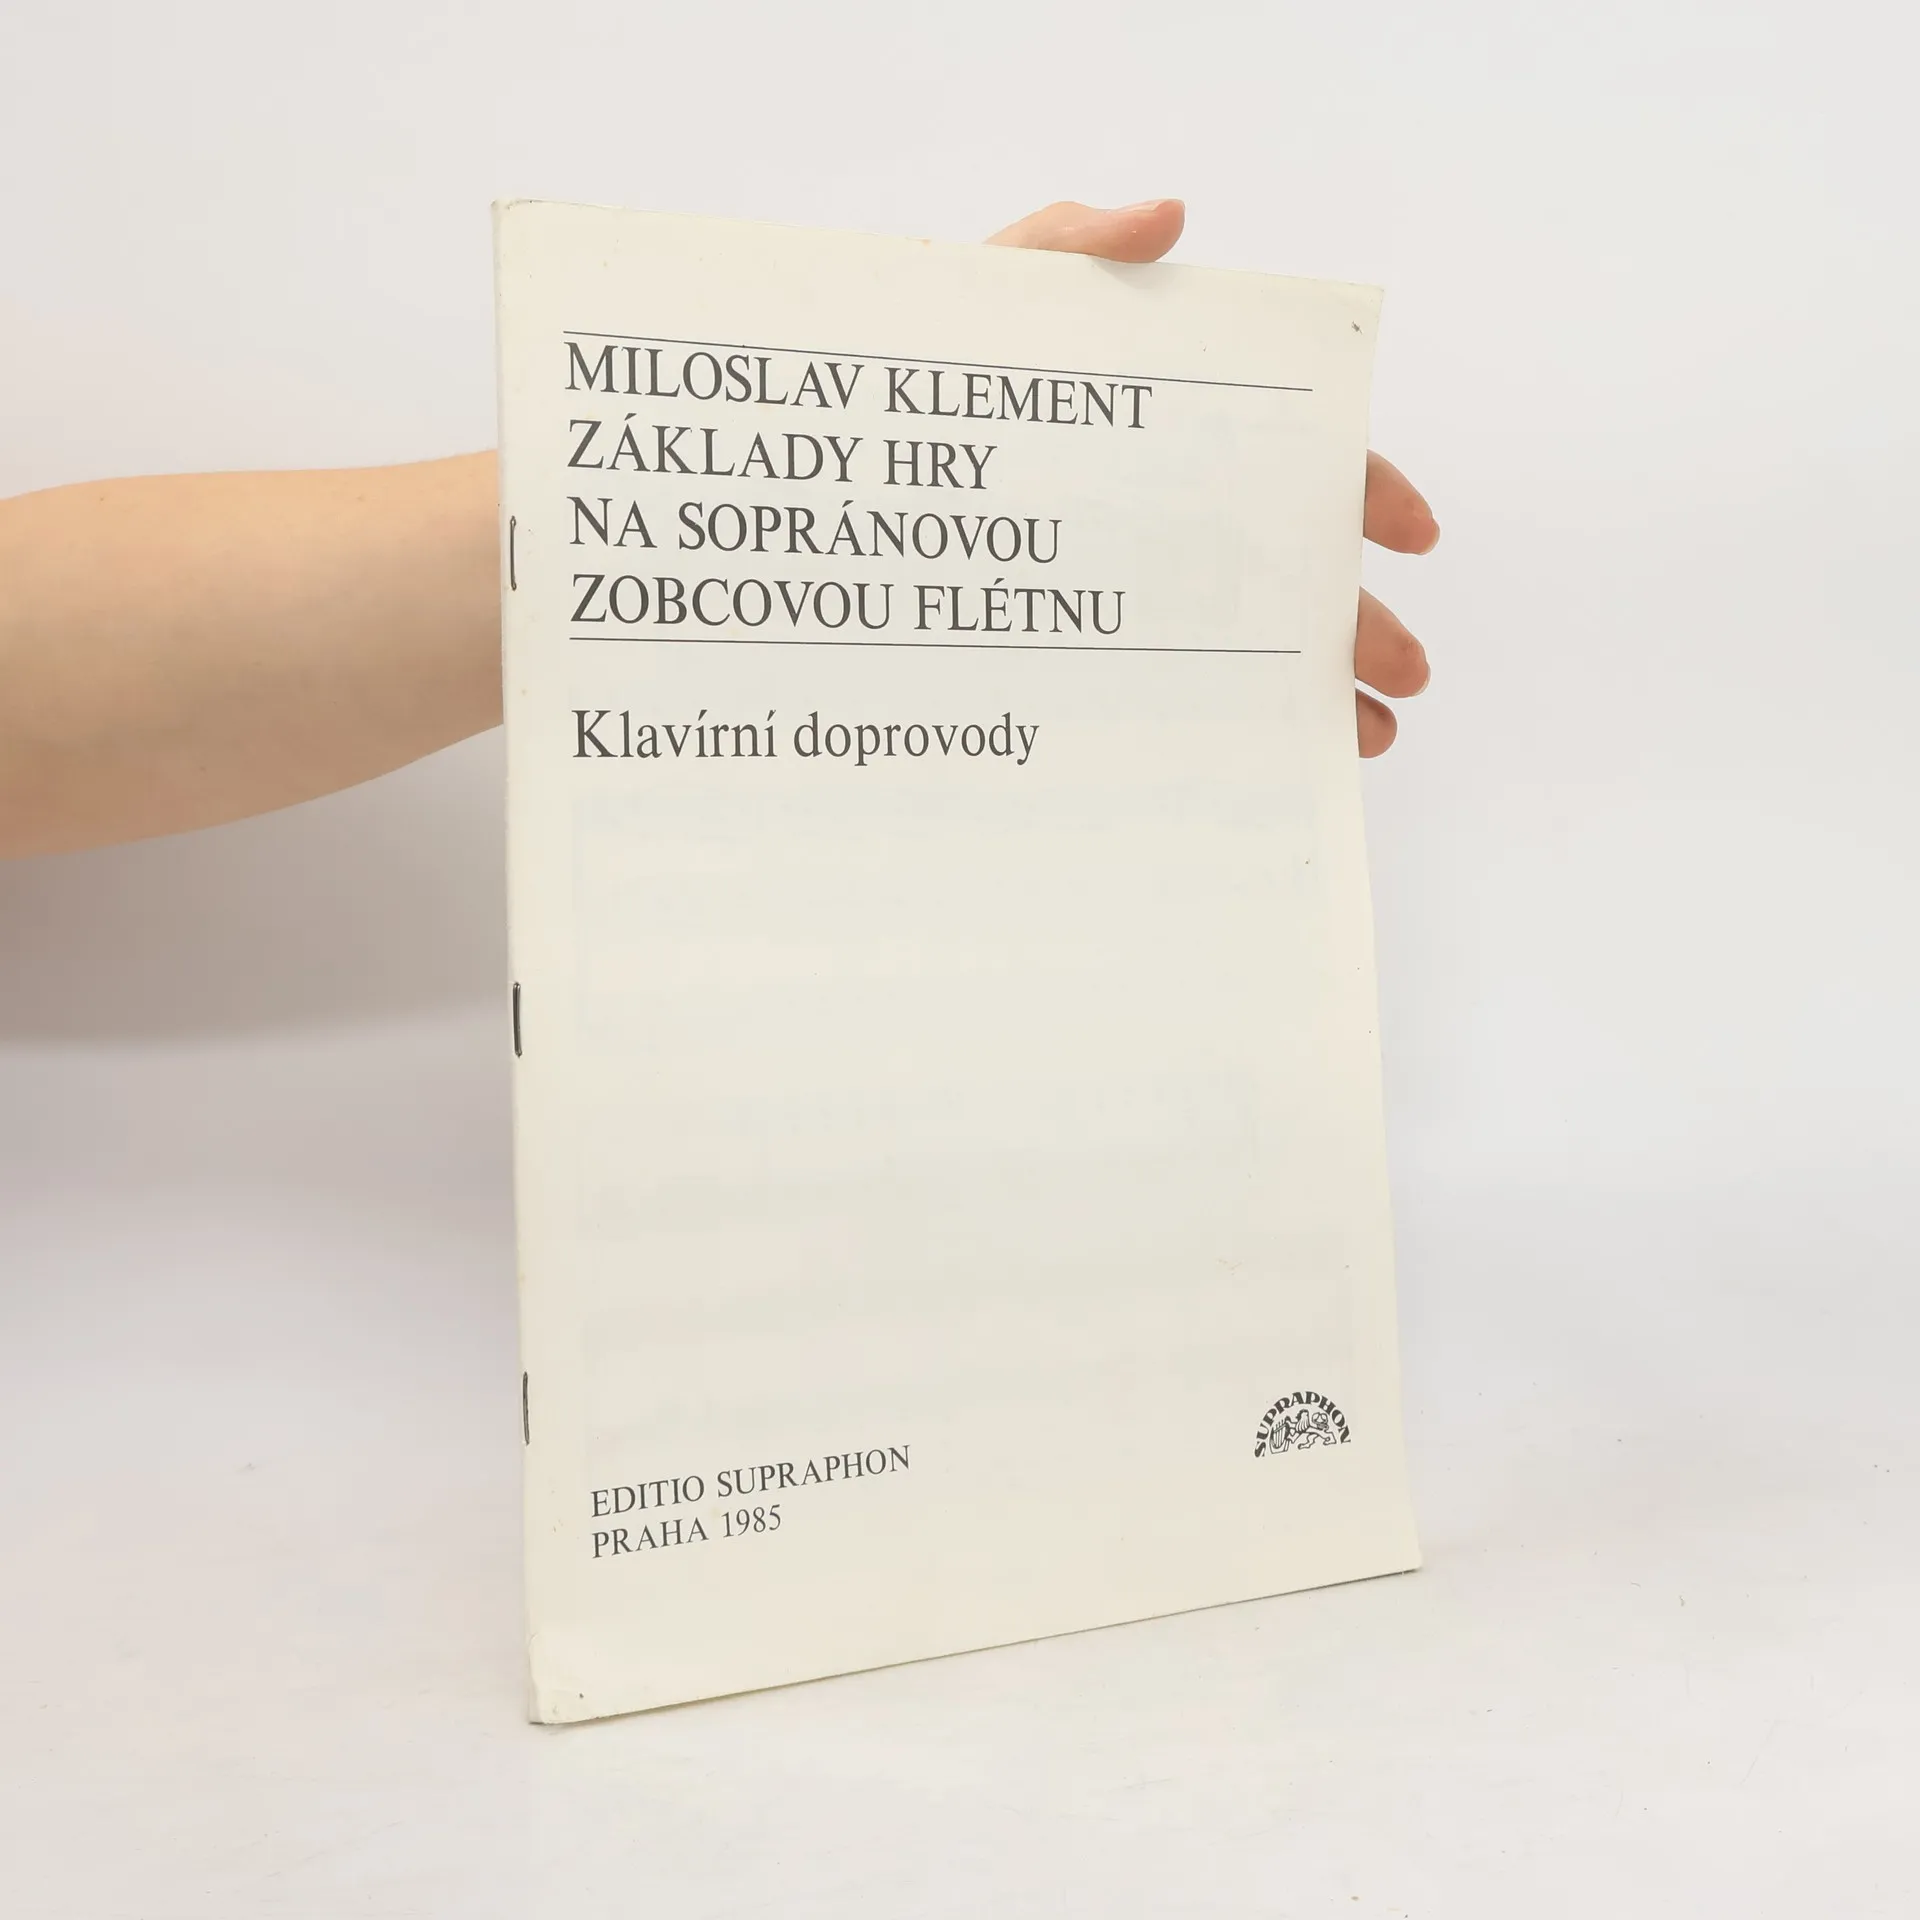 MILOSLAV KLEMENT
ZÁKLADY HRY
NA SOPRÁNOVOU
ZOBCOVOU FLÉTNU
Klavírní doprovody
EDITIO SUPRAPHON
PRAHA 1985
SUPRAPHON